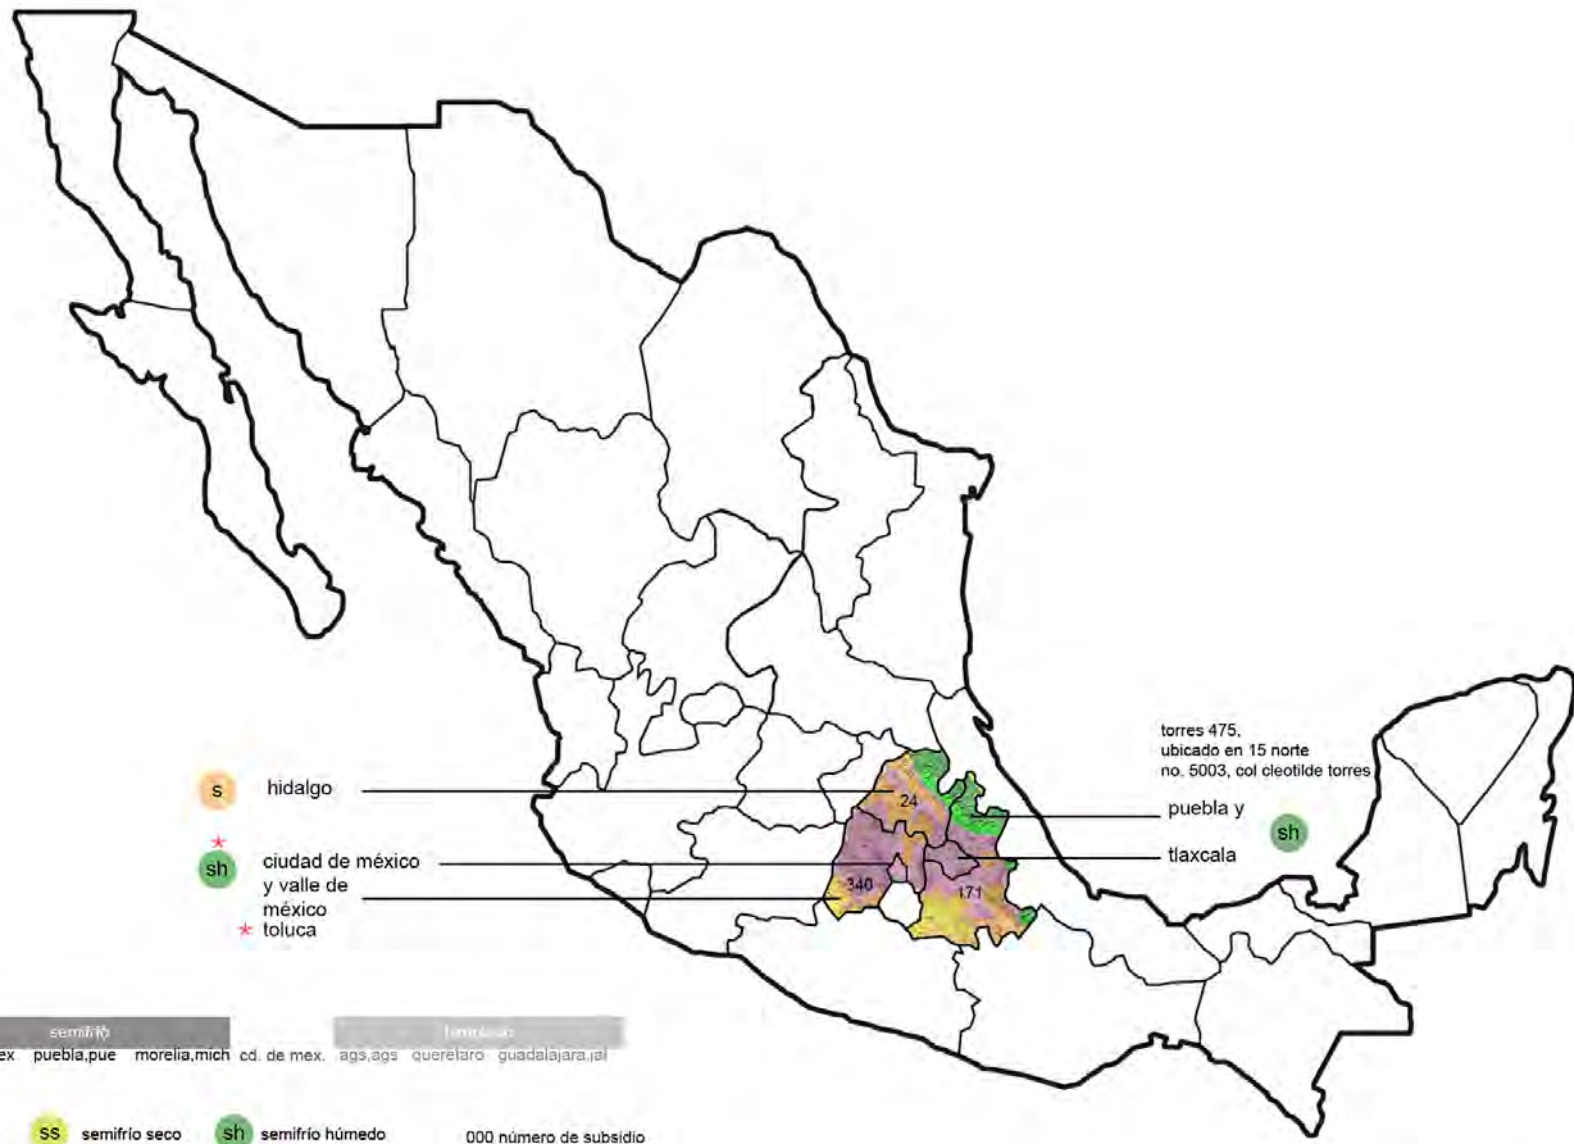 torres 475,
ubicado en 15 norte
no. 5003, col cleotilde torres
s hidalgo
24
puebla y
sh
*
sh ciudad de méxico
y valle de
méxico
* toluca
tlaxcala
340
171
semifrío
ex puebla,pue morelia,mich cd. de mex. ags,ags querétaro guadalajara,jal
ss semifrío seco sh semifrío húmedo 000 número de subsidio